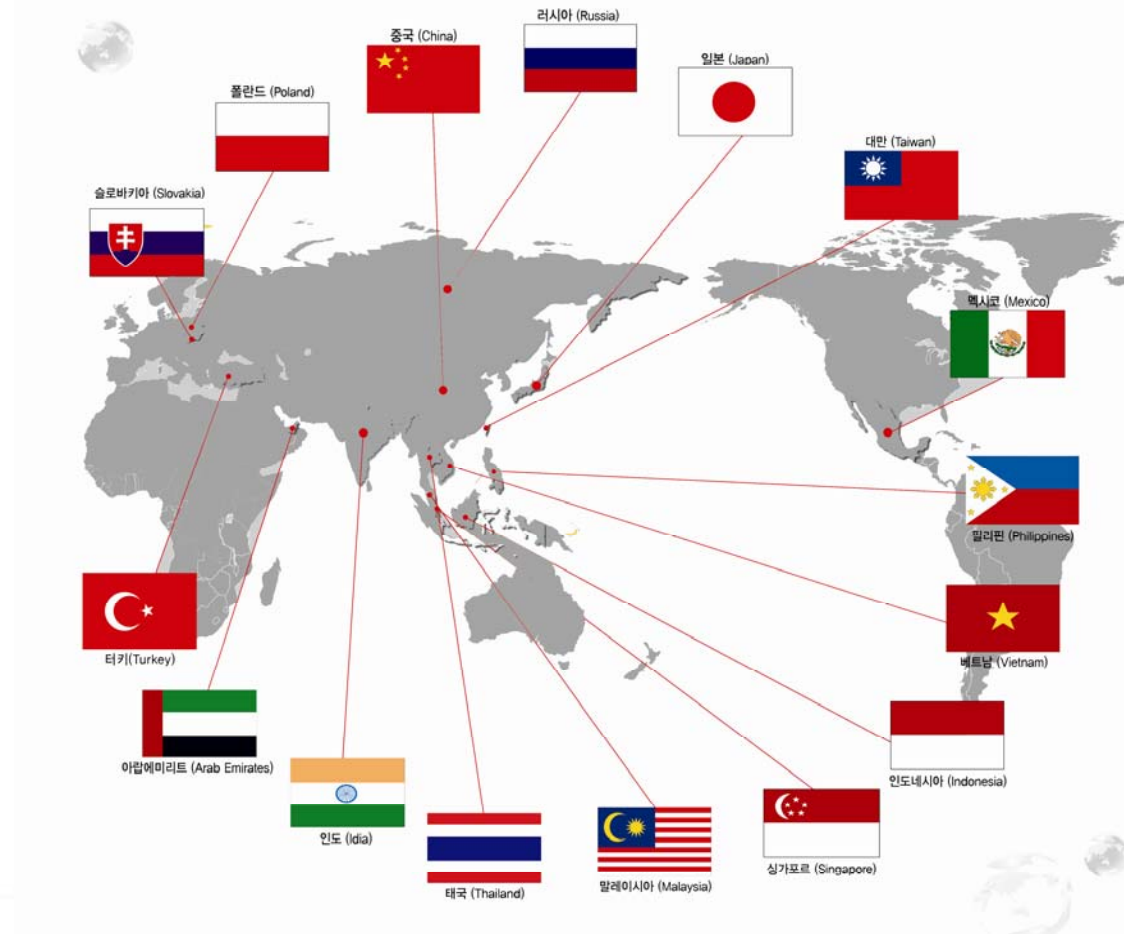 러시아 (Russia)
중국 (China)
일본 (Japan)
폴란드 (Poland)
대만 (Taiwan)
슬로바키아 (Slovakia)
멕시코 (Mexico)
필리핀 (Philippines)
터키(Turkey)
베트남 (Vietnam)
아랍에미리트 (Arab Emirates)
인도네시아 (Indonesia)
인도 (Idia)
싱가포르 (Singapore)
말레이시아 (Malaysia)
태국 (Thailand)